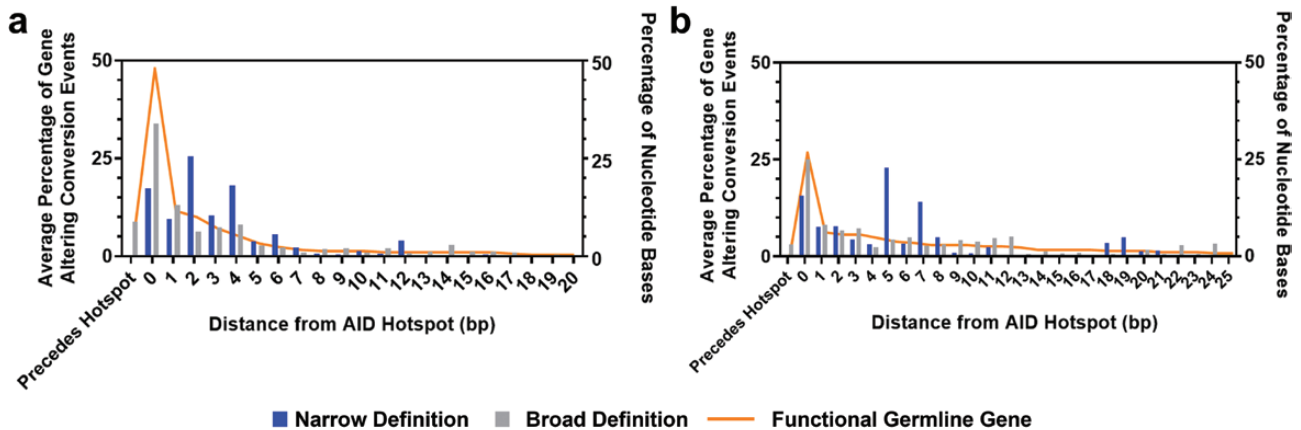 a
Average Percentage of Gene
Altering Conversion Events
50
25
0
50
25
0
Percentage of Nucleotide Bases
Precedes Hotspot 0 1 2 3 4 5 6 7 8 9 10 11 12 13 14 15 16 17 18 19 20
Distance from AID Hotspot (bp)
b
Average Percentage of Gene
Altering Conversion Events
50
25
0
50
25
0
Percentage of Nucleotide Bases
Precedes Hotspot 0 1 2 3 4 5 6 7 8 9 10 11 12 13 14 15 16 17 18 19 20 21 22 23 24 25
Distance from AID Hotspot (bp)
Narrow Definition Broad Definition Functional Germline Gene